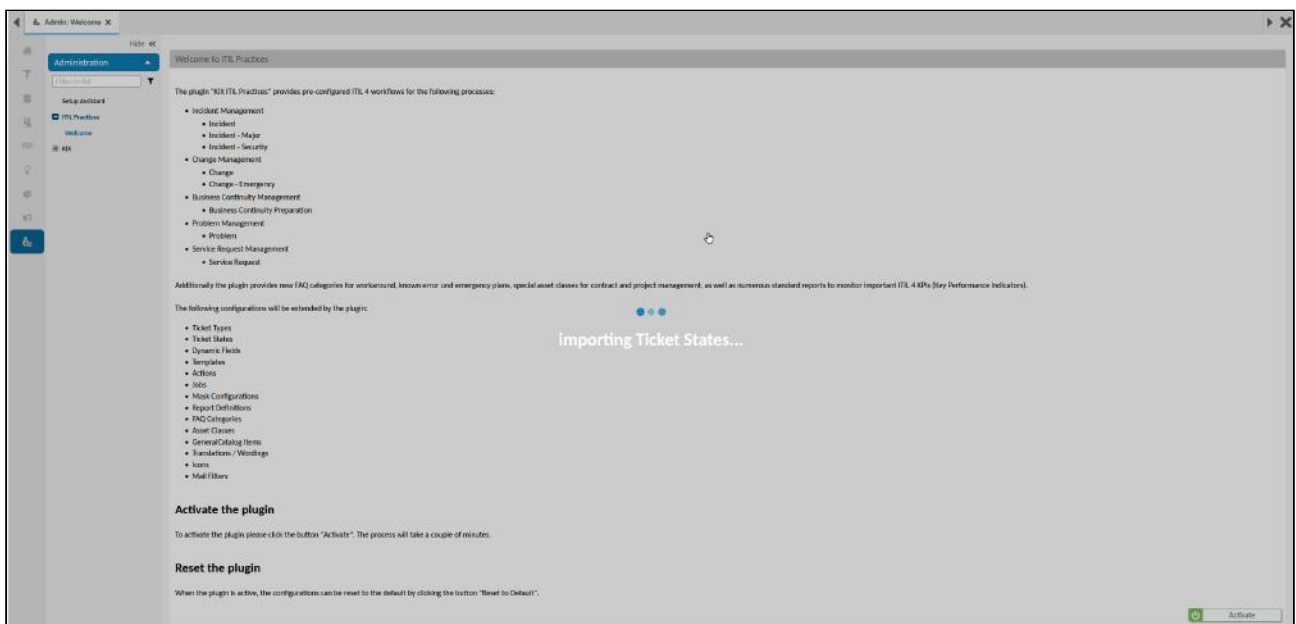 Admin: Welcome
Hide
Administration
Welcome to ITIL Practices
Setup Assistant
ITIL Practices
Welcome
KIX
The plugin "KIX ITIL Practices" provides pre-configured ITIL 4 workflows for the following processes:
• Incident Management
• Incident
• Incident - Major
• Incident - Security
• Change Management
• Change
• Change - Emergency
• Business Continuity Management
• Business Continuity Preparation
• Problem Management
• Problem
• Service Request Management
• Service Request
Additionally the plugin provides new FAQ categories for workaround, known error und emergency plans, special asset classes for contract and project management, as well as numerous standard reports to monitor important ITIL 4 KPIs (Key Performance Indicators).
The following configurations will be extended by the plugin:
• Ticket Types
• Ticket States
• Dynamic Fields
• Templates
• Actions
• Jobs
• Mask Configurations
• Report Definitions
• FAQ Categories
• Asset Classes
• GeneralCatalog Items
• Translations / Wordings
• Icons
• Mail Filters
importing Ticket States...
Activate the plugin
To activate the plugin please click the button "Activate". The process will take a couple of minutes.
Reset the plugin
When the plugin is active, the configurations can be reset to the default by clicking the button "Reset to Default".
Activate